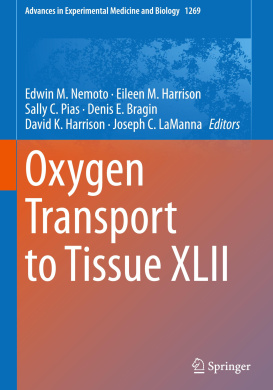 Advances in Experimental Medicine and Biology 1269
Edwin M. Nemoto · Eileen M. Harrison
Sally C. Pias · Denis E. Bragin
David K. Harrison · Joseph C. LaManna Editors
Oxygen
Transport
to Tissue XLII
Springer